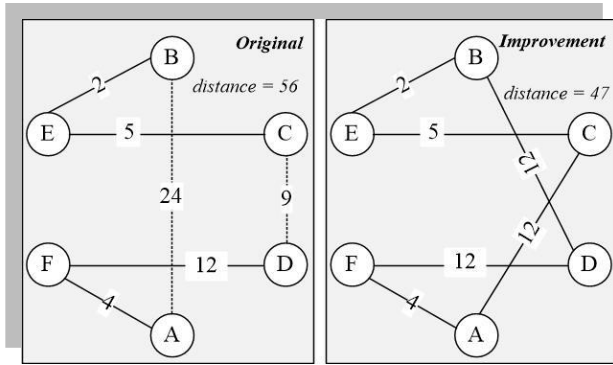 Original
B
distance = 56
2
E
5
C
24
9
F
12
D
4
A
Improvement
B
distance = 47
2
E
5
C
12
12
F
12
D
4
A